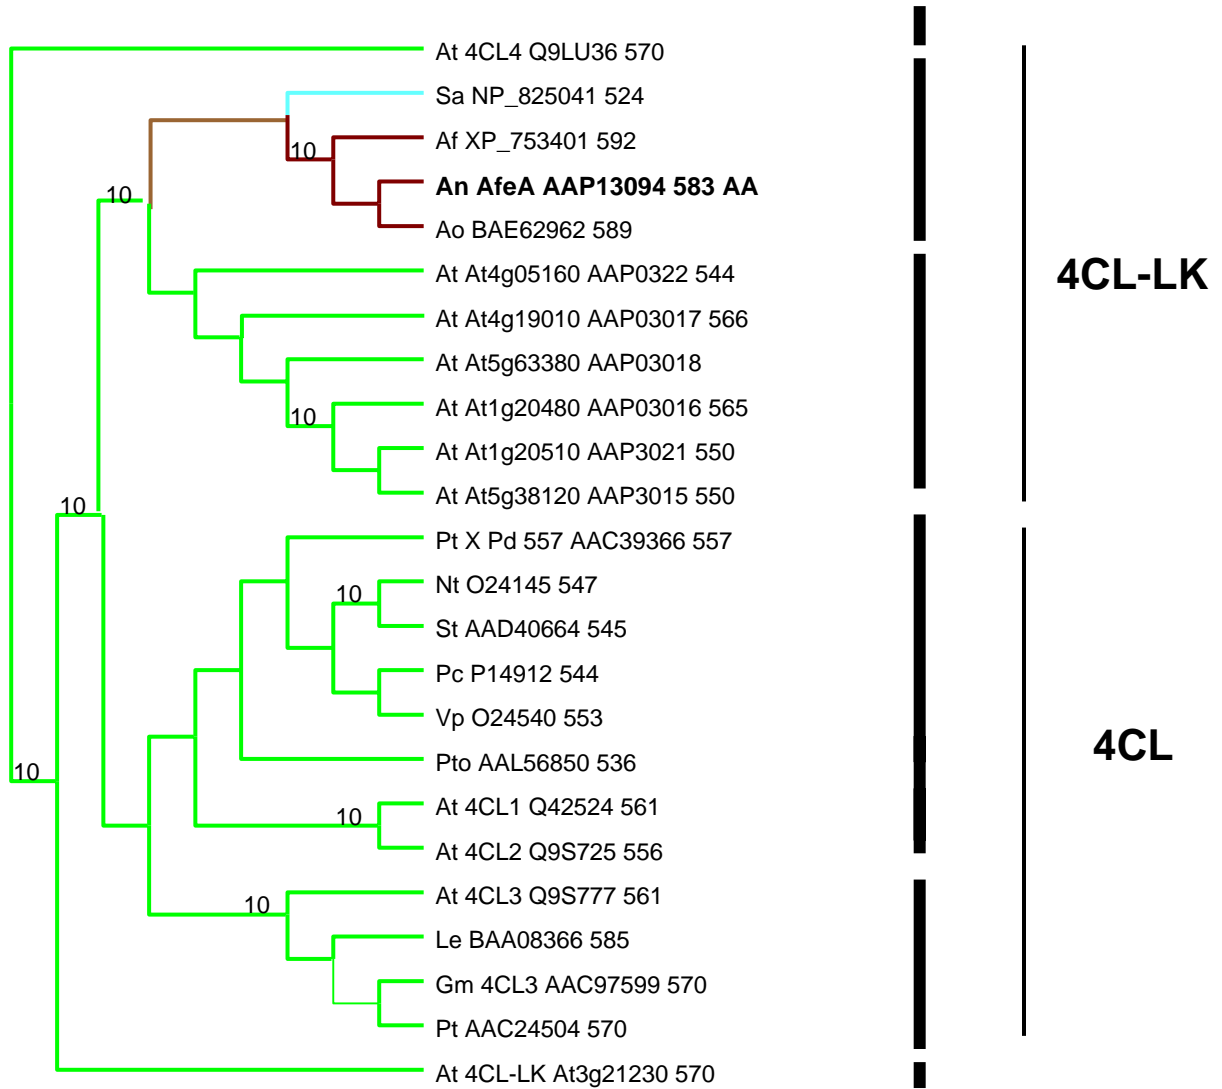 At 4CL4 Q9LU36 570
Sa NP_825041 524
Af XP_753401 592
10
An AfeA AAP13094 583 AA
10
Ao BAE62962 589
At At4g05160 AAP0322 544
4CL-LK
At At4g19010 AAP03017 566
At At5g63380 AAP03018
At At1g20480 AAP03016 565
10
At At1g20510 AAP3021 550
At At5g38120 AAP3015 550
10
Pt X Pd 557 AAC39366 557
Nt O24145 547
10
St AAD40664 545
Pc P14912 544
Vp O24540 553
4CL
Pto AAL56850 536
10
At 4CL1 Q42524 561
10
At 4CL2 Q9S725 556
At 4CL3 Q9S777 561
10
Le BAA08366 585
Gm 4CL3 AAC97599 570
Pt AAC24504 570
At 4CL-LK At3g21230 570